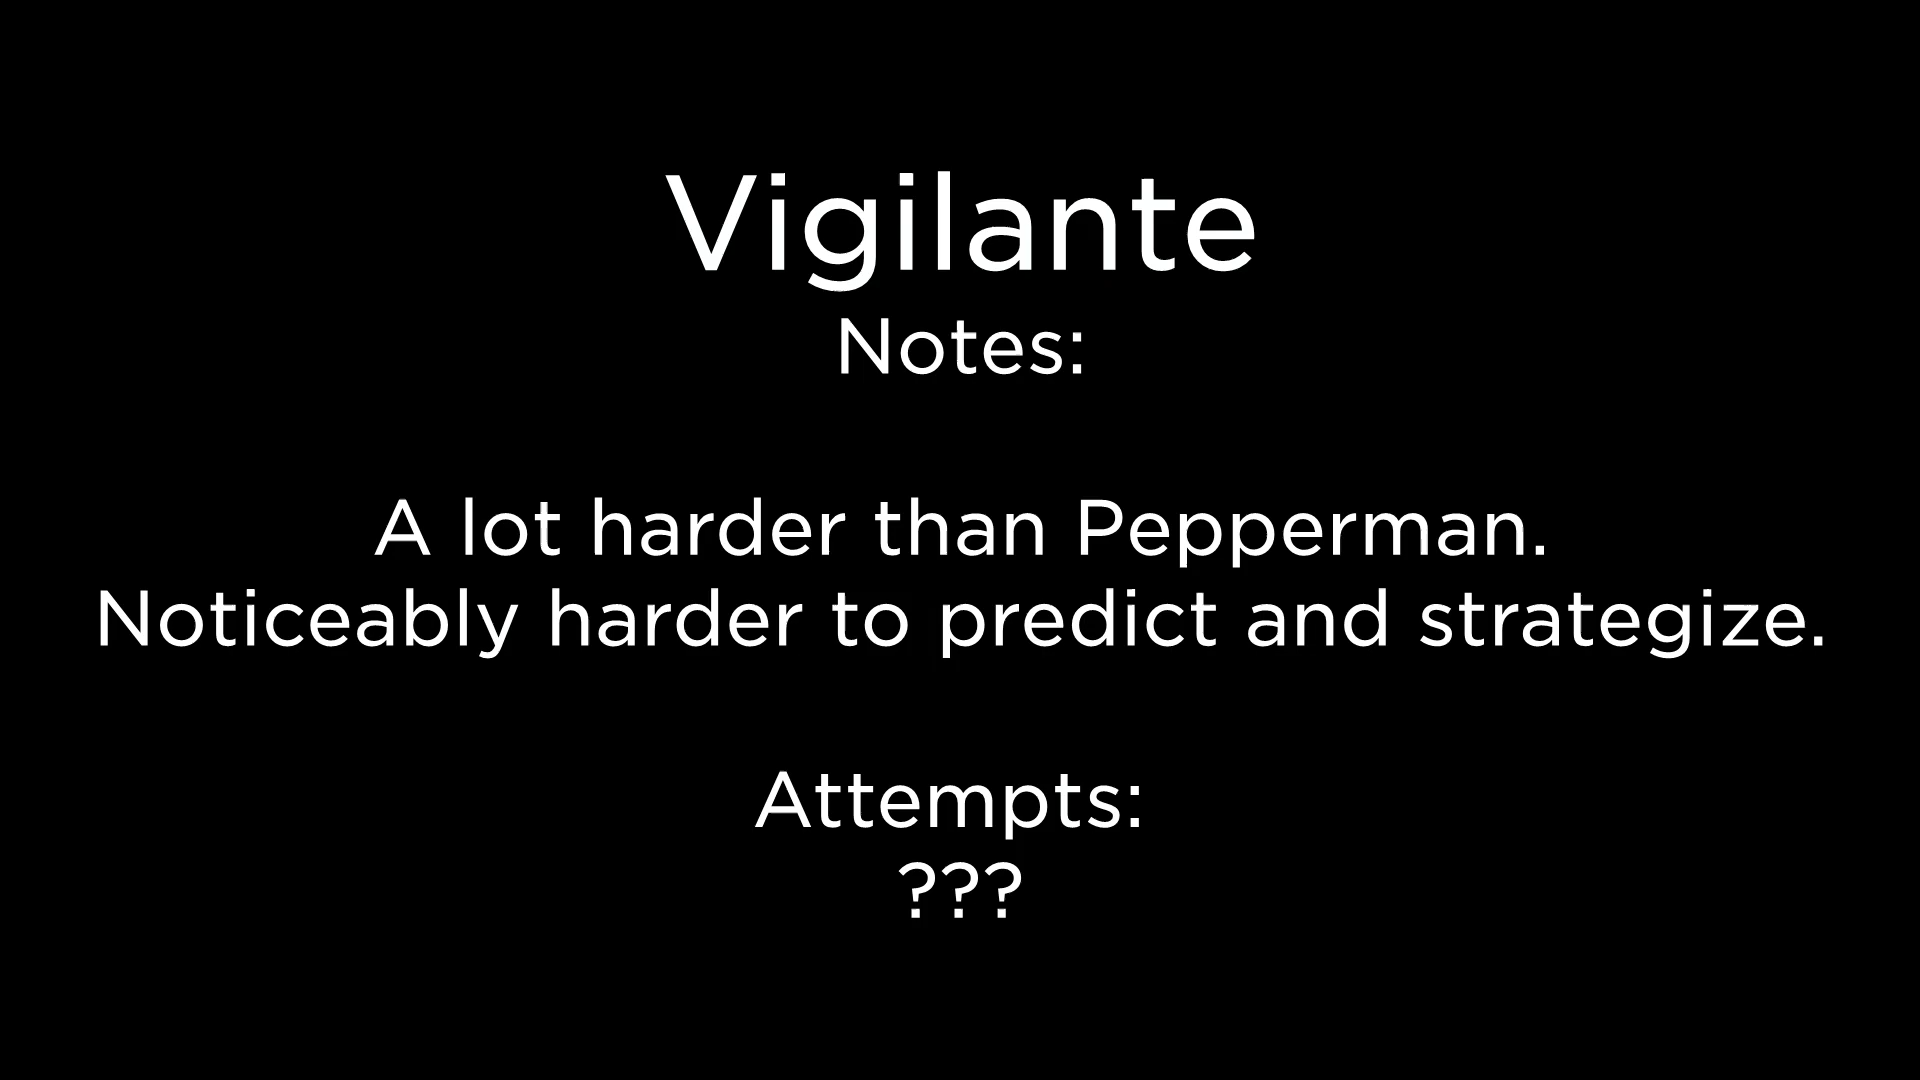 Vigilante
Notes:
A lot harder than Pepperman.
Noticeably harder to predict and strategize.
Attempts:
???